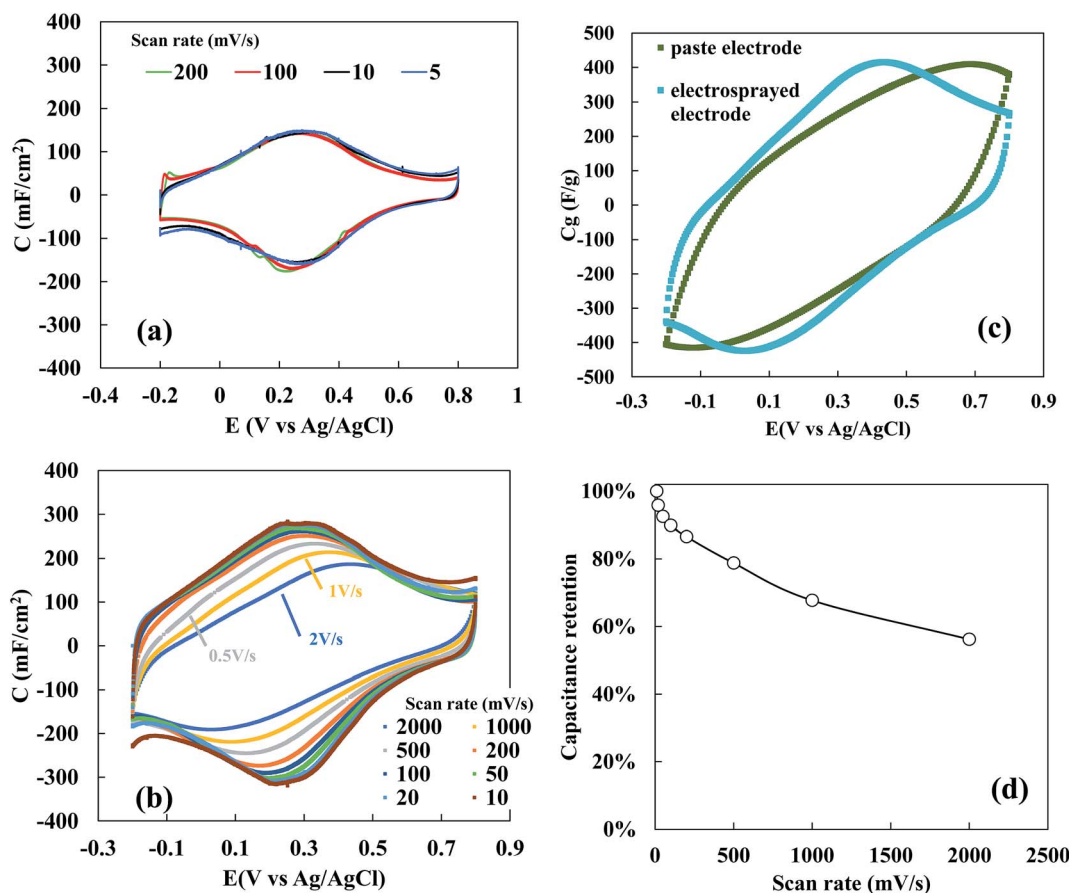 400
300
200
100
0
-100
-200
-300
-400
C (mF/cm²)
Scan rate (mV/s)
200 100 10 5
(a)
-0.4 -0.2 0 0.2 0.4 0.6 0.8 1
E (V vs Ag/AgCl)
500
400
300
200
100
0
-100
-200
-300
-400
-500
Cg (F/g)
paste electrode
electrosprayed
electrode
(c)
-0.3 -0.1 0.1 0.3 0.5 0.7 0.9
E(V vs Ag/AgCl)
400
300
200
100
0
-100
-200
-300
-400
C (mF/cm²)
1V/s
2V/s
0.5V/s
Scan rate (mV/s)
2000 1000
500 200
100 50
20 10
(b)
-0.3 -0.1 0.1 0.3 0.5 0.7 0.9
E(V vs Ag/AgCl)
100%
80%
60%
40%
20%
0%
Capacitance retention
(d)
0 500 1000 1500 2000 2500
Scan rate (mV/s)